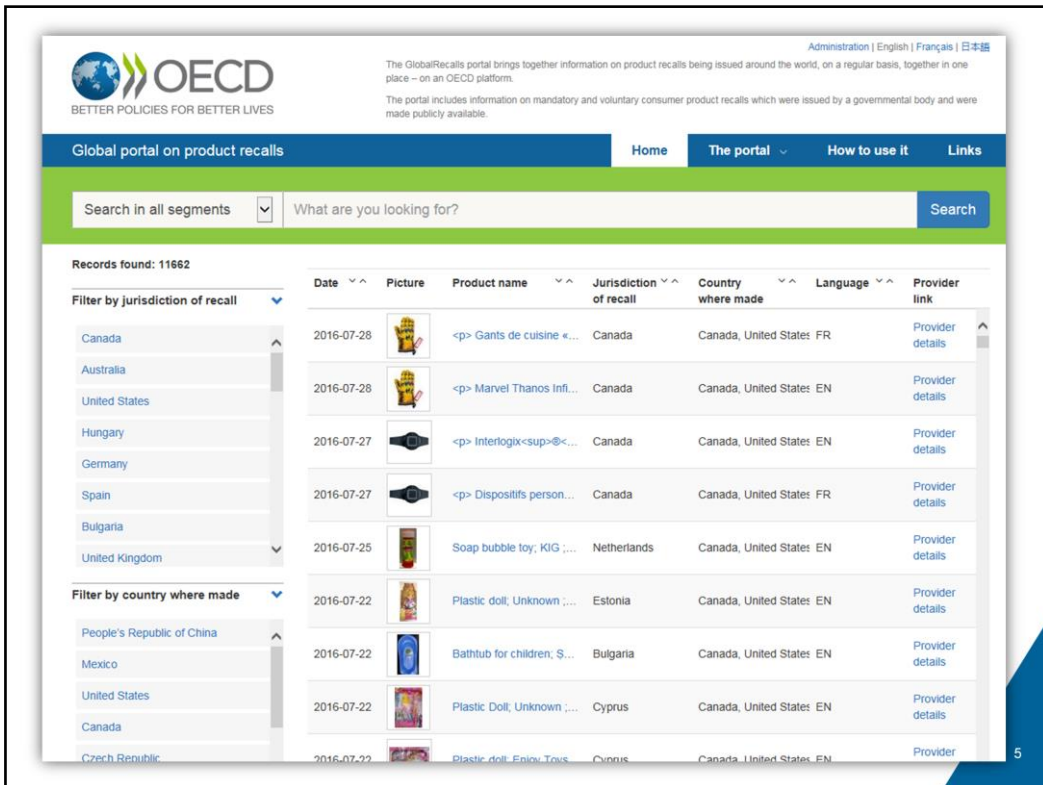 Administration | English | Français | 日本語
OECD
BETTER POLICIES FOR BETTER LIVES
The GlobalRecalls portal brings together information on product recalls being issued around the world, on a regular basis, together in one
place – on an OECD platform.
The portal includes information on mandatory and voluntary consumer product recalls which were issued by a governmental body and were
made publicly available.
Global portal on product recalls
Home The portal How to use it Links
Search in all segments What are you looking for? Search
Records found: 11662
Filter by jurisdiction of recall
Canada
Australia
United States
Hungary
Germany
Spain
Bulgaria
United Kingdom
Filter by country where made
People's Republic of China
Mexico
United States
Canada
Czech Republic
Date Picture Product name Jurisdiction of recall Country where made Language Provider link
2016-07-28 <p> Gants de cuisine «... Canada Canada, United States FR Provider details
2016-07-28 <p> Marvel Thanos Infi... Canada Canada, United States EN Provider details
2016-07-27 <p> Interlogix<sup>®<... Canada Canada, United States EN Provider details
2016-07-27 <p> Dispositifs person... Canada Canada, United States FR Provider details
2016-07-25 Soap bubble toy; KIG ;... Netherlands Canada, United States EN Provider details
2016-07-22 Plastic doll; Unknown ;... Estonia Canada, United States EN Provider details
2016-07-22 Bathtub for children; S... Bulgaria Canada, United States EN Provider details
2016-07-22 Plastic Doll; Unknown ;... Cyprus Canada, United States EN Provider details
2016-07-22 Plastic doll; Enjoy Toys Cyprus Canada, United States EN Provider
5